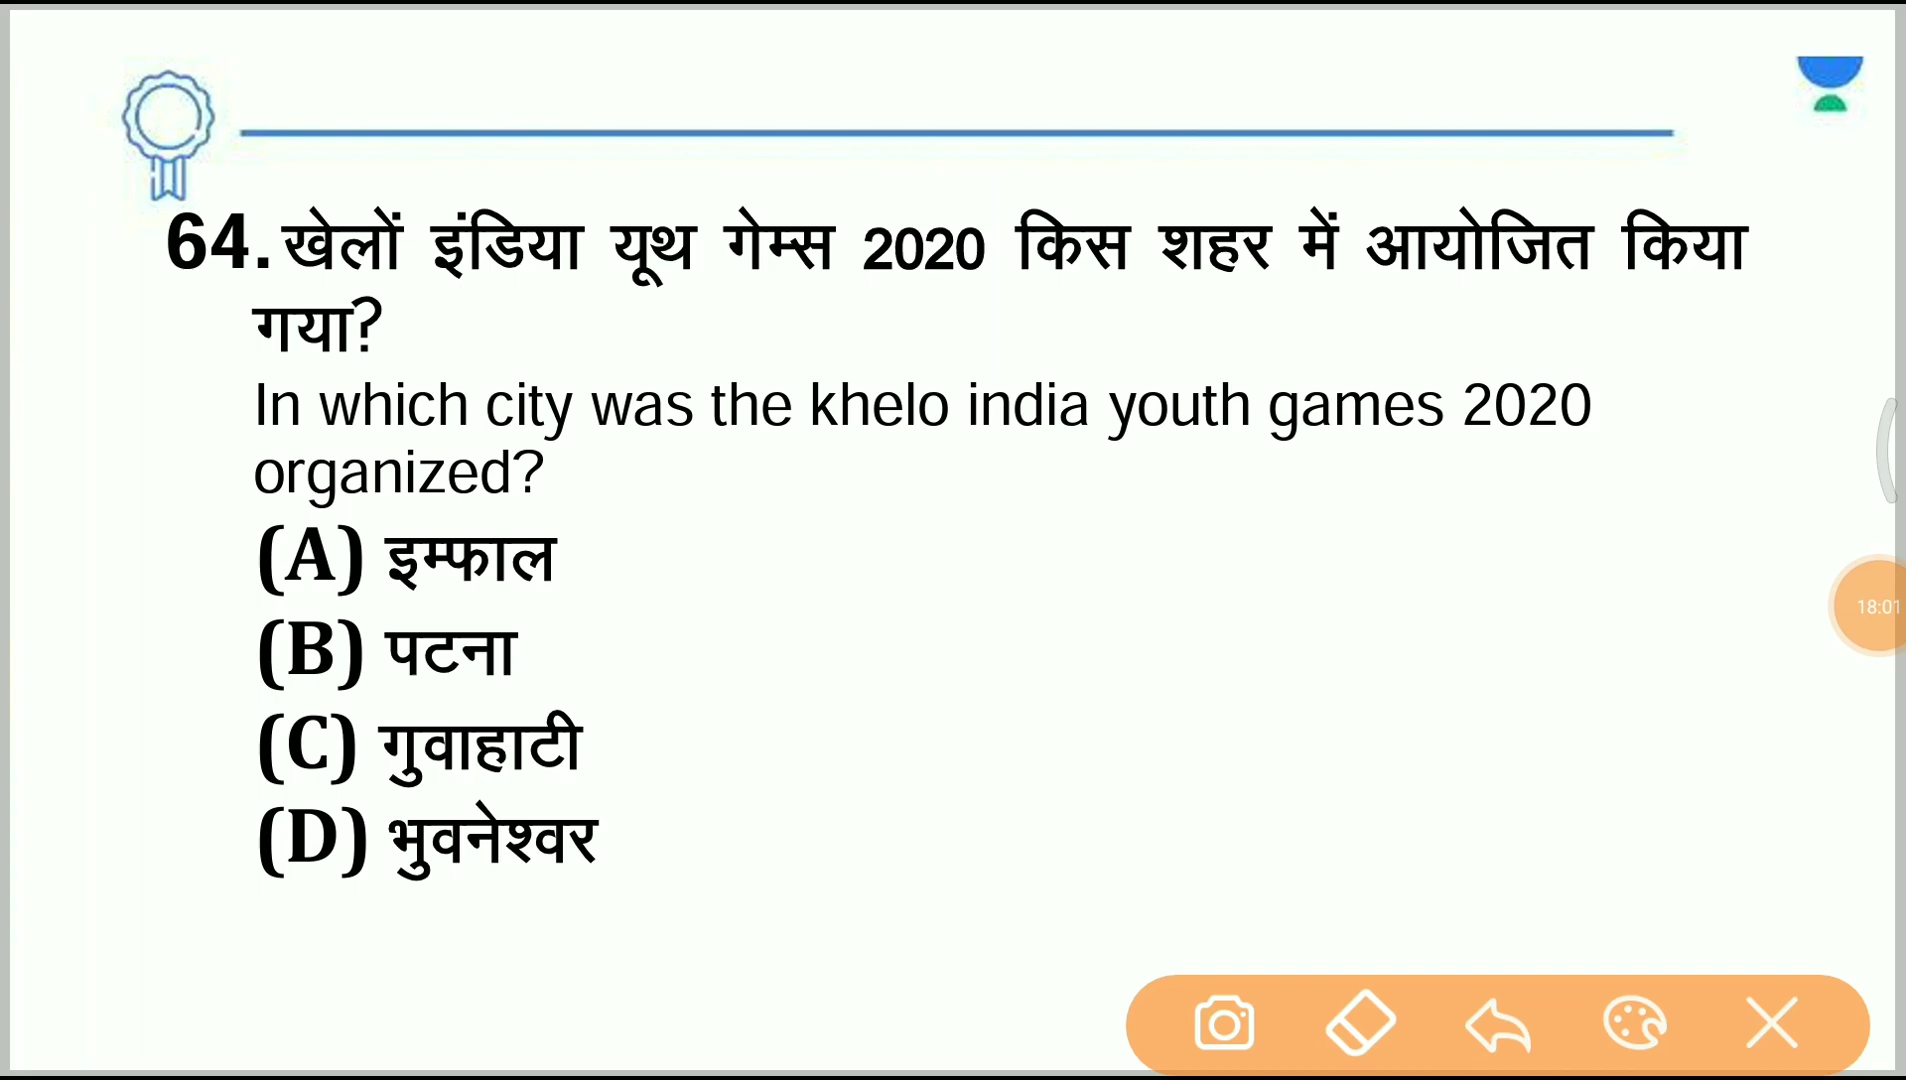 64. खेलों इंडिया यूथ गेम्स 2020 किस शहर में आयोजित किया
गया?
In which city was the khelo india youth games 2020
organized?
(A) इम्फाल
(B) पटना
(C) गुवाहाटी
(D) भुवनेश्वर
18:01